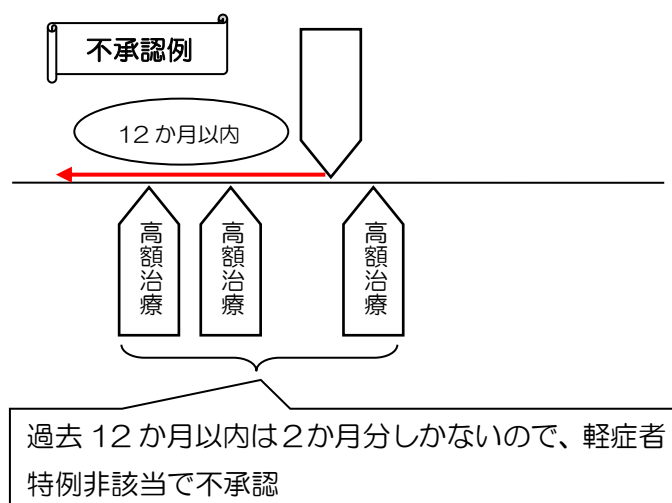 不承認例
12か月以内
高額治療
高額治療
高額治療
過去12か月以内は2か月分しかないので、軽症者
特例非該当で不承認